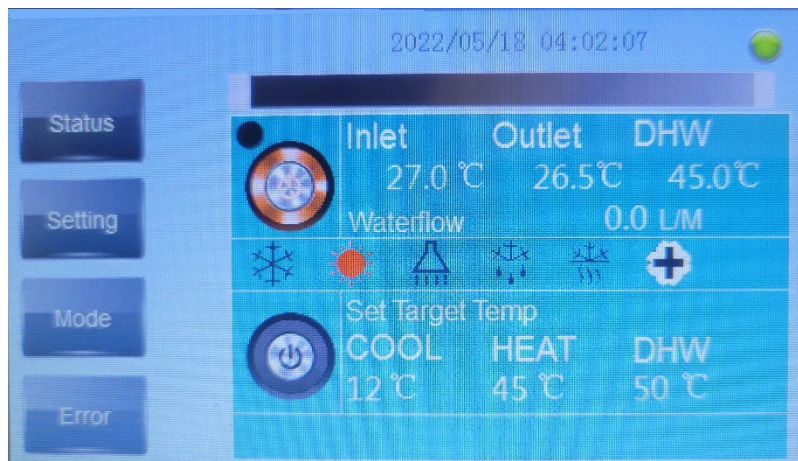 2022/05/18 04:02:07
Status
Setting
Mode
Error
Inlet Outlet DHW
27.0 ℃ 26.5℃ 45.0℃
Waterflow 0.0 L/M
Set Target Temp
COOL HEAT DHW
12 ℃ 45 ℃ 50 ℃